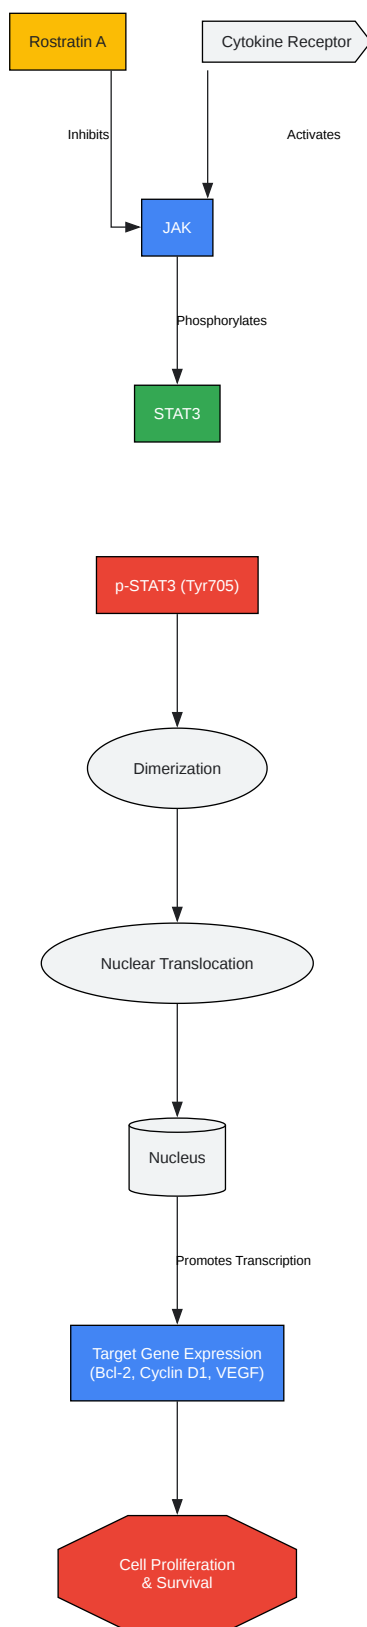 Rostratin A
Cytokine Receptor
Inhibits
Activates
JAK
Phosphorylates
STAT3
p-STAT3 (Tyr705)
Dimerization
Nuclear Translocation
Nucleus
Promotes Transcription
Target Gene Expression
(Bcl-2, Cyclin D1, VEGF)
Cell Proliferation
& Survival